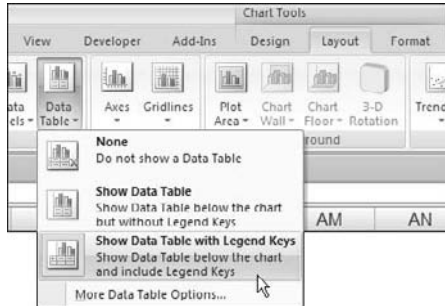 Chart Tools
View Developer Add-Ins Design Layout Format
Data Table Axes Gridlines Plot Area Chart Wall Chart Floor 3-D Rotation
None
Do not show a Data Table
Show Data Table
Show Data Table below the chart
but without Legend Keys
AM AN
Show Data Table with Legend Keys
Show Data Table below the chart
and include Legend Keys
More Data Table Options...